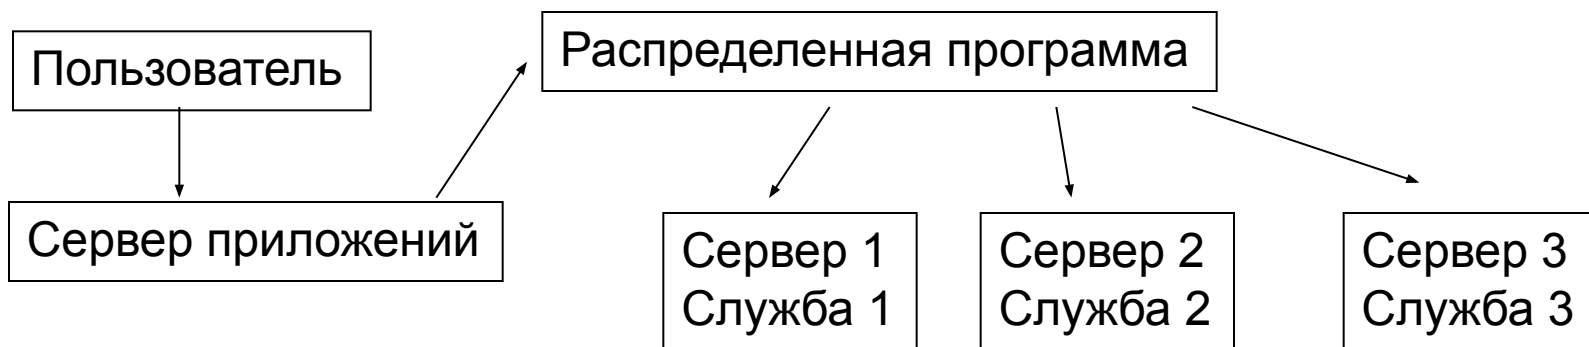 Пользователь
Распределенная программа
Сервер приложений
Сервер 1
Служба 1
Сервер 2
Служба 2
Сервер 3
Служба 3